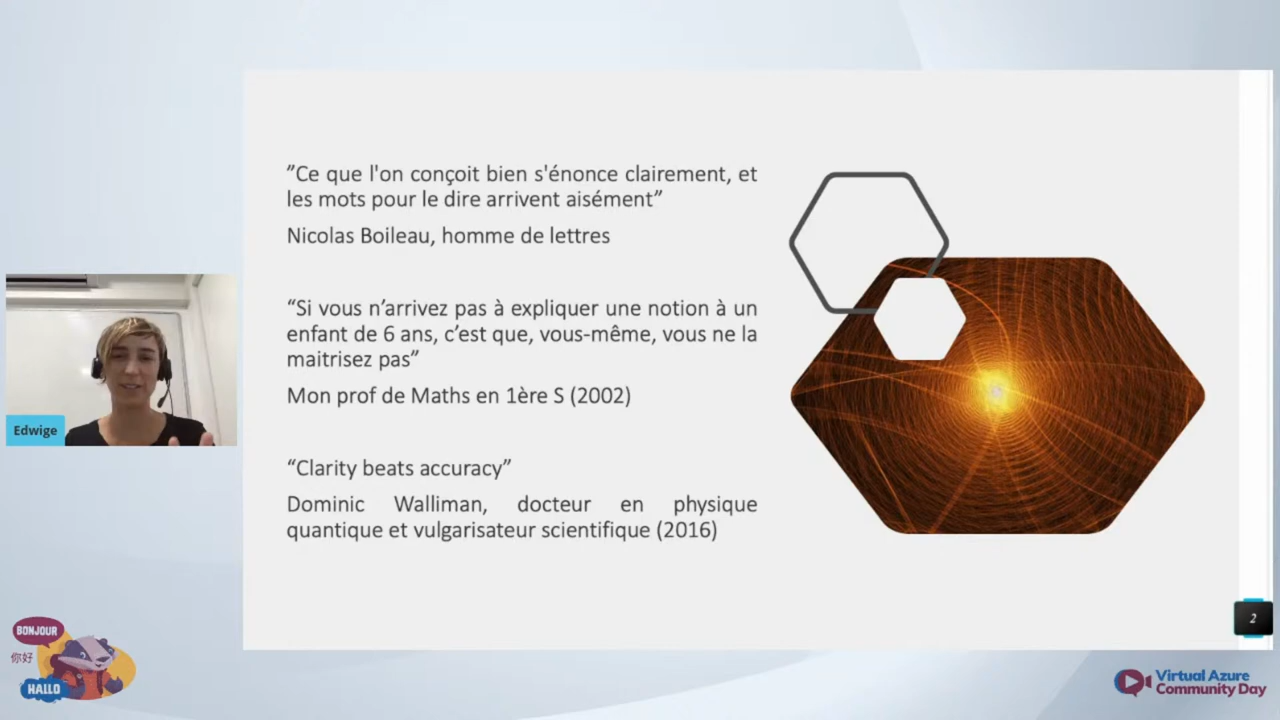 ”Ce que l'on conçoit bien s'énonce clairement, et
les mots pour le dire arrivent aisément”
Nicolas Boileau, homme de lettres
“Si vous n’arrivez pas à expliquer une notion à un
enfant de 6 ans, c’est que, vous-même, vous ne la
maitrisez pas”
Mon prof de Maths en 1ère S (2002)
“Clarity beats accuracy”
Dominic Walliman, docteur en physique
quantique et vulgarisateur scientifique (2016)
Edwige
2
BONJOUR
你好
HALLO
Virtual Azure
Community Day